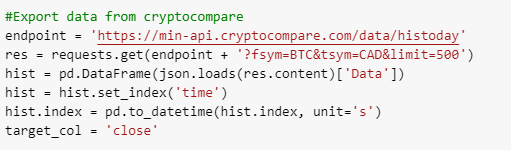 #Export data from cryptocompare
endpoint = 'https://min-api.cryptocompare.com/data/histoday'
res = requests.get(endpoint + '?fsym=BTC&tsym=CAD&limit=500')
hist = pd.DataFrame(json.loads(res.content)['Data'])
hist = hist.set_index('time')
hist.index = pd.to_datetime(hist.index, unit='s')
target_col = 'close'